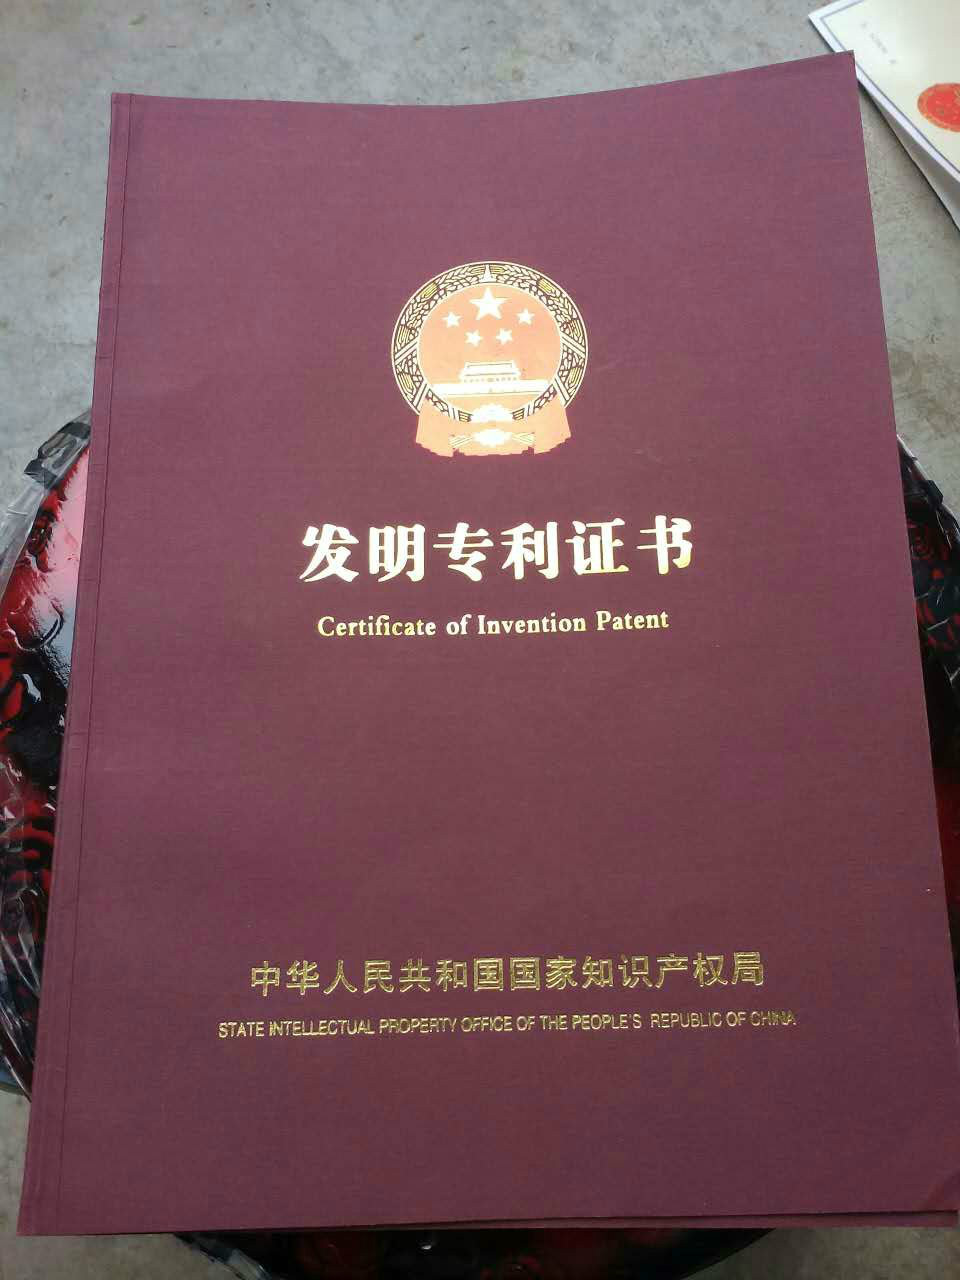 发明专利证书
Certificate of Invention Patent
中华人民共和国国家知识产权局
STATE INTELLECTUAL PROPERTY OFFICE OF THE PEOPLE'S REPUBLIC OF CHINA